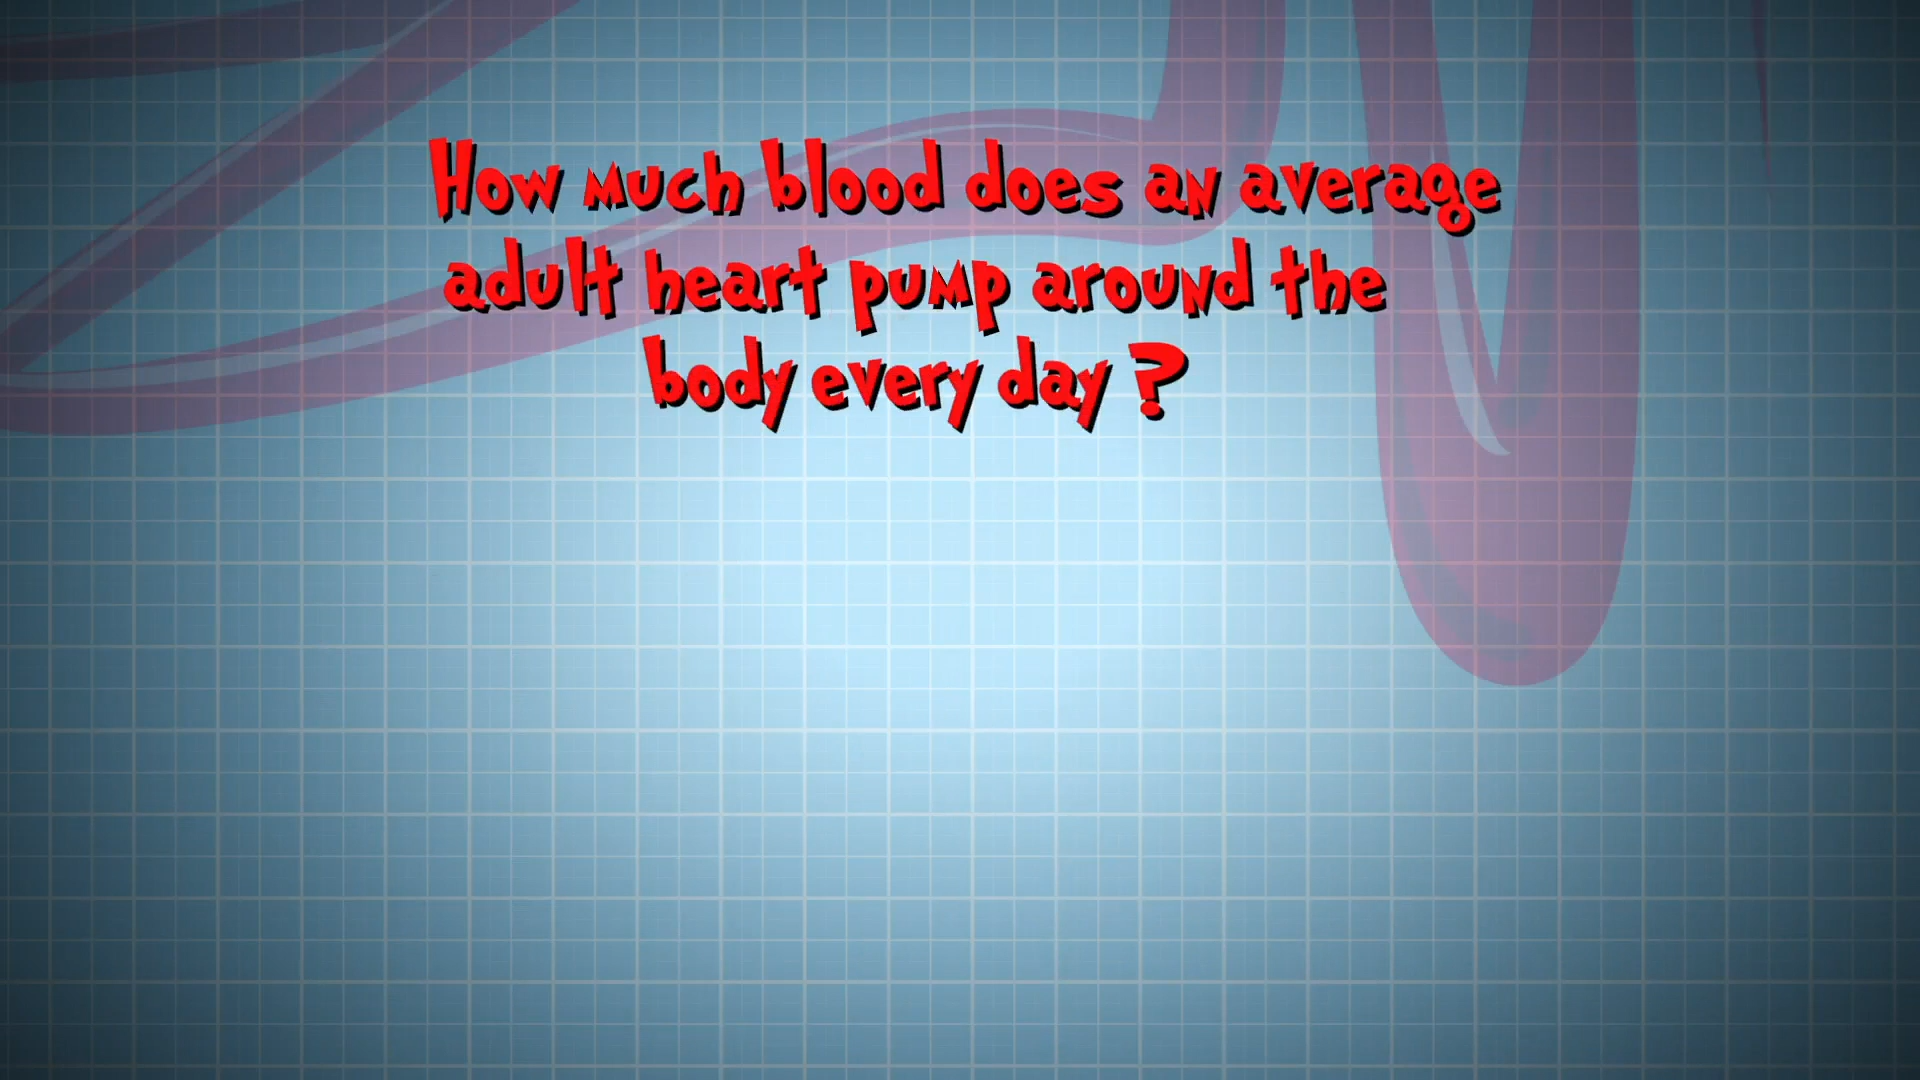 How much blood does an average
adult heart pump around the
body every day ?